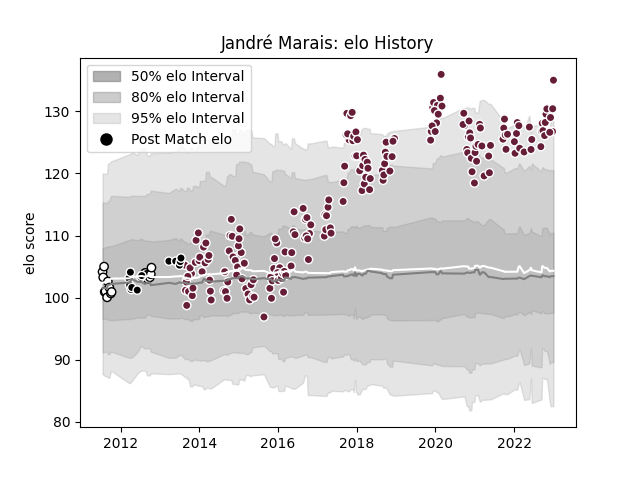 Jandré Marais: elo History
50% elo Interval
80% elo Interval
95% elo Interval
Post Match elo
elo score
130
120
110
100
90
80
2012
2014
2016
2018
2020
2022